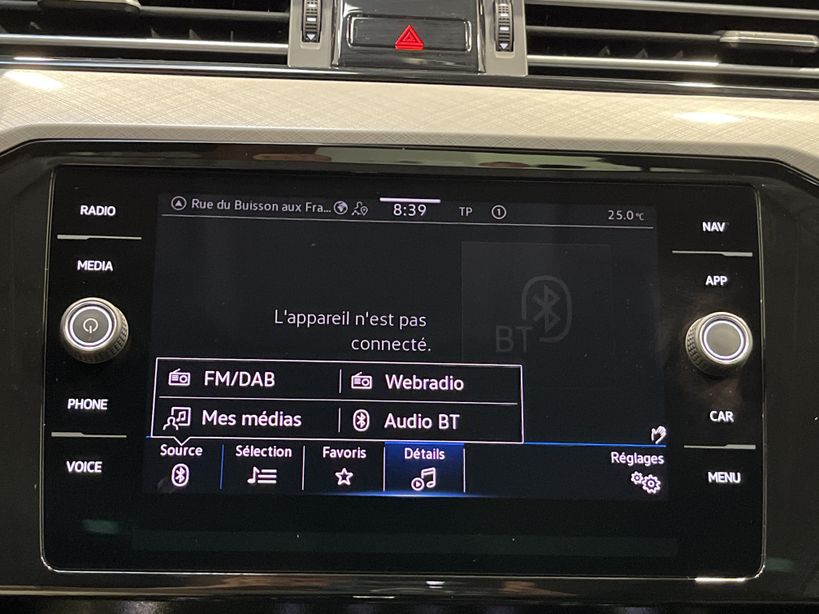 RADIO
MEDIA
PHONE
VOICE
Rue du Buisson aux Fra...
8:39
TP
1
25.0°C
L'appareil n'est pas
connecté.
BT
FM/DAB
Webradio
Mes médias
Audio BT
Source
Sélection
Favoris
Détails
Réglages
NAV
APP
CAR
MENU